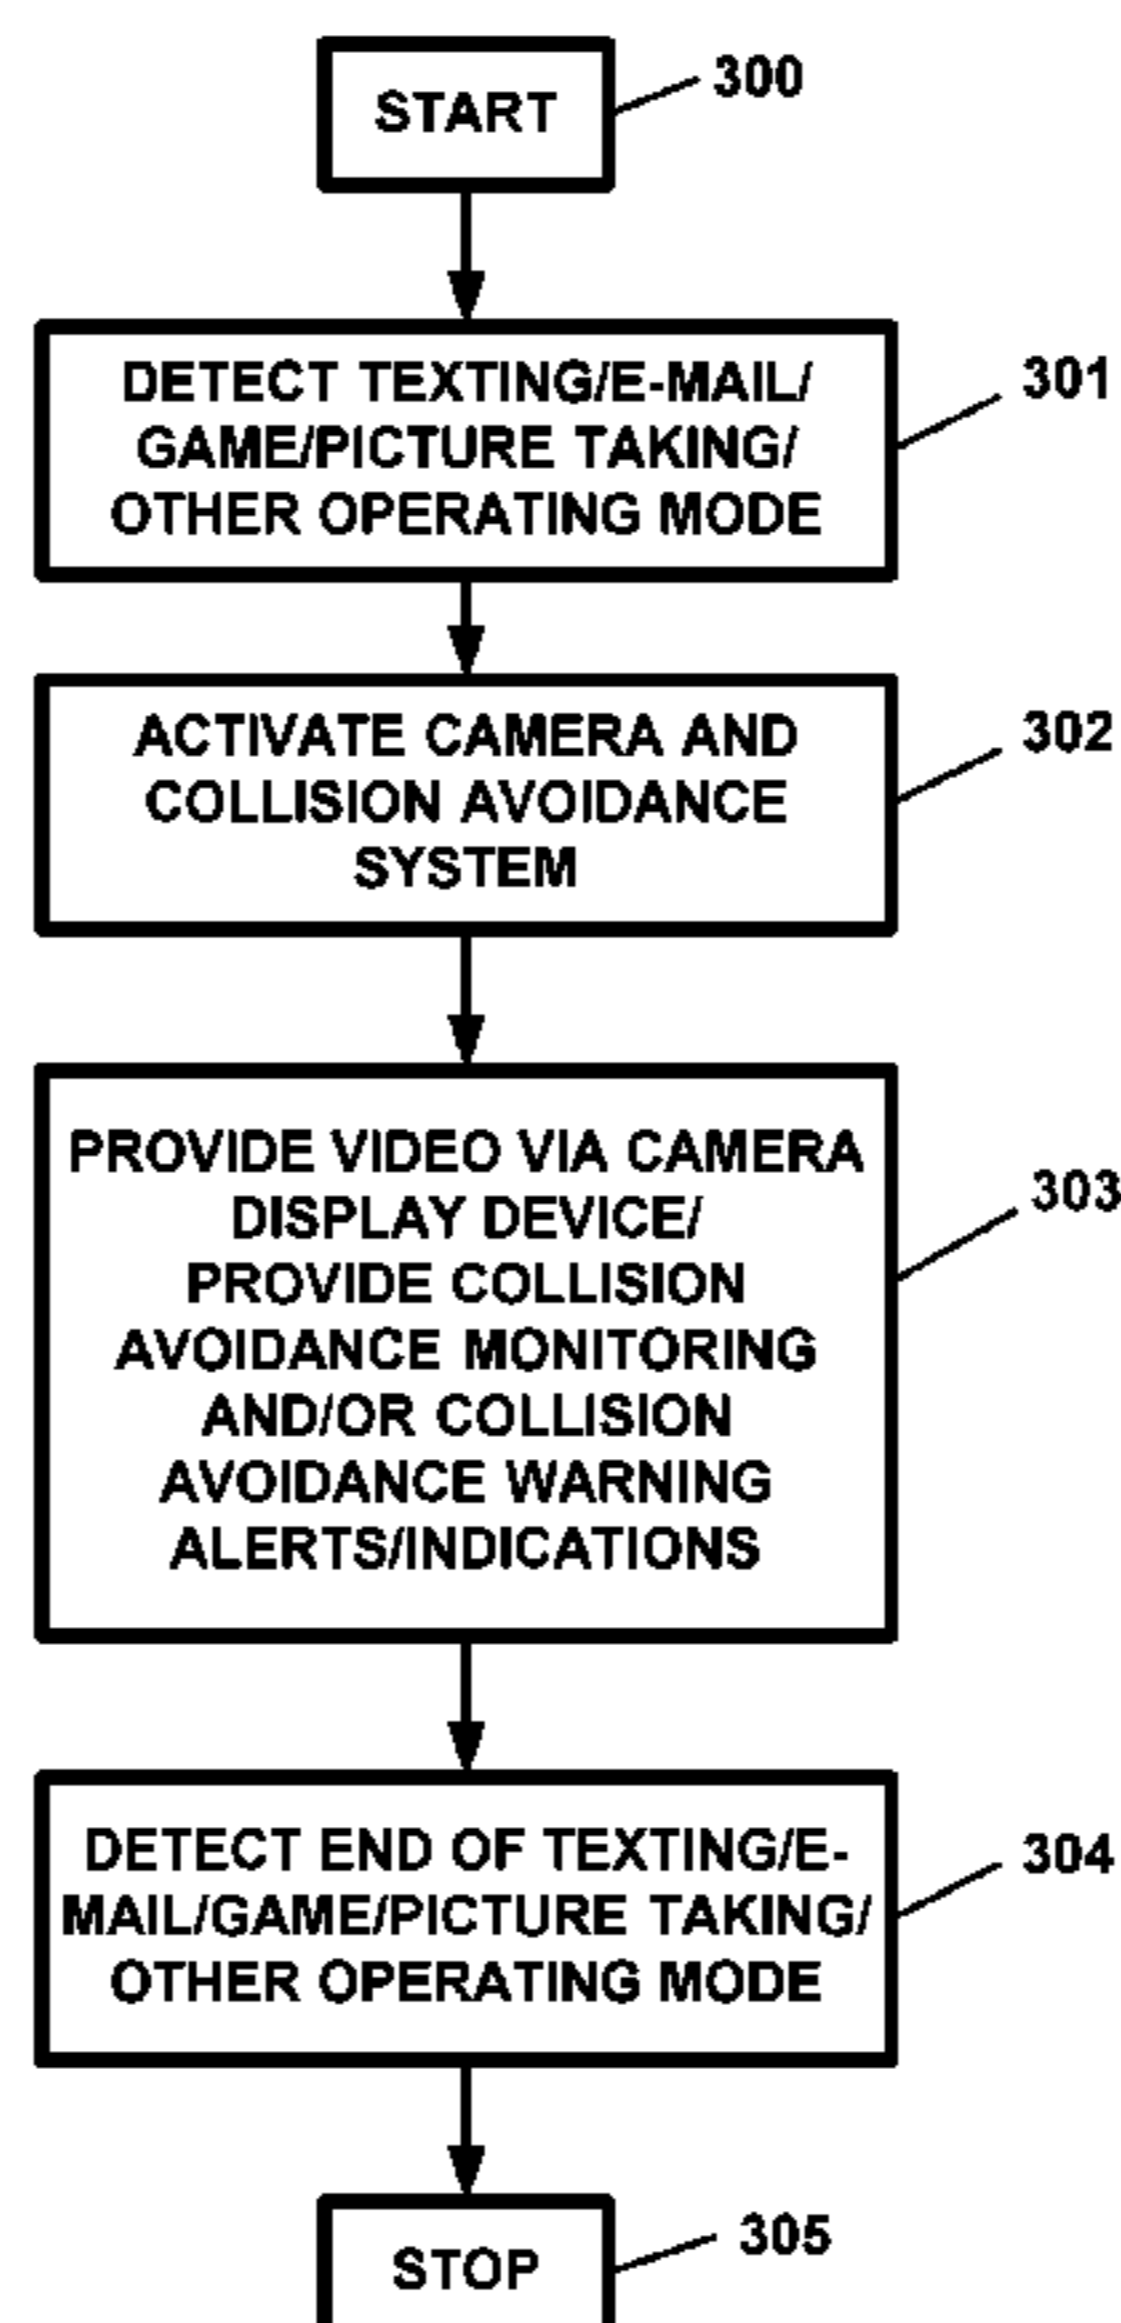 START
300
DETECT TEXTING/E-MAIL/
GAME/PICTURE TAKING/
OTHER OPERATING MODE
301
ACTIVATE CAMERA AND
COLLISION AVOIDANCE
SYSTEM
302
PROVIDE VIDEO VIA CAMERA
DISPLAY DEVICE/
PROVIDE COLLISION
AVOIDANCE MONITORING
AND/OR COLLISION
AVOIDANCE WARNING
ALERTS/INDICATIONS
303
DETECT END OF TEXTING/E-
MAIL/GAME/PICTURE TAKING/
OTHER OPERATING MODE
304
STOP
305